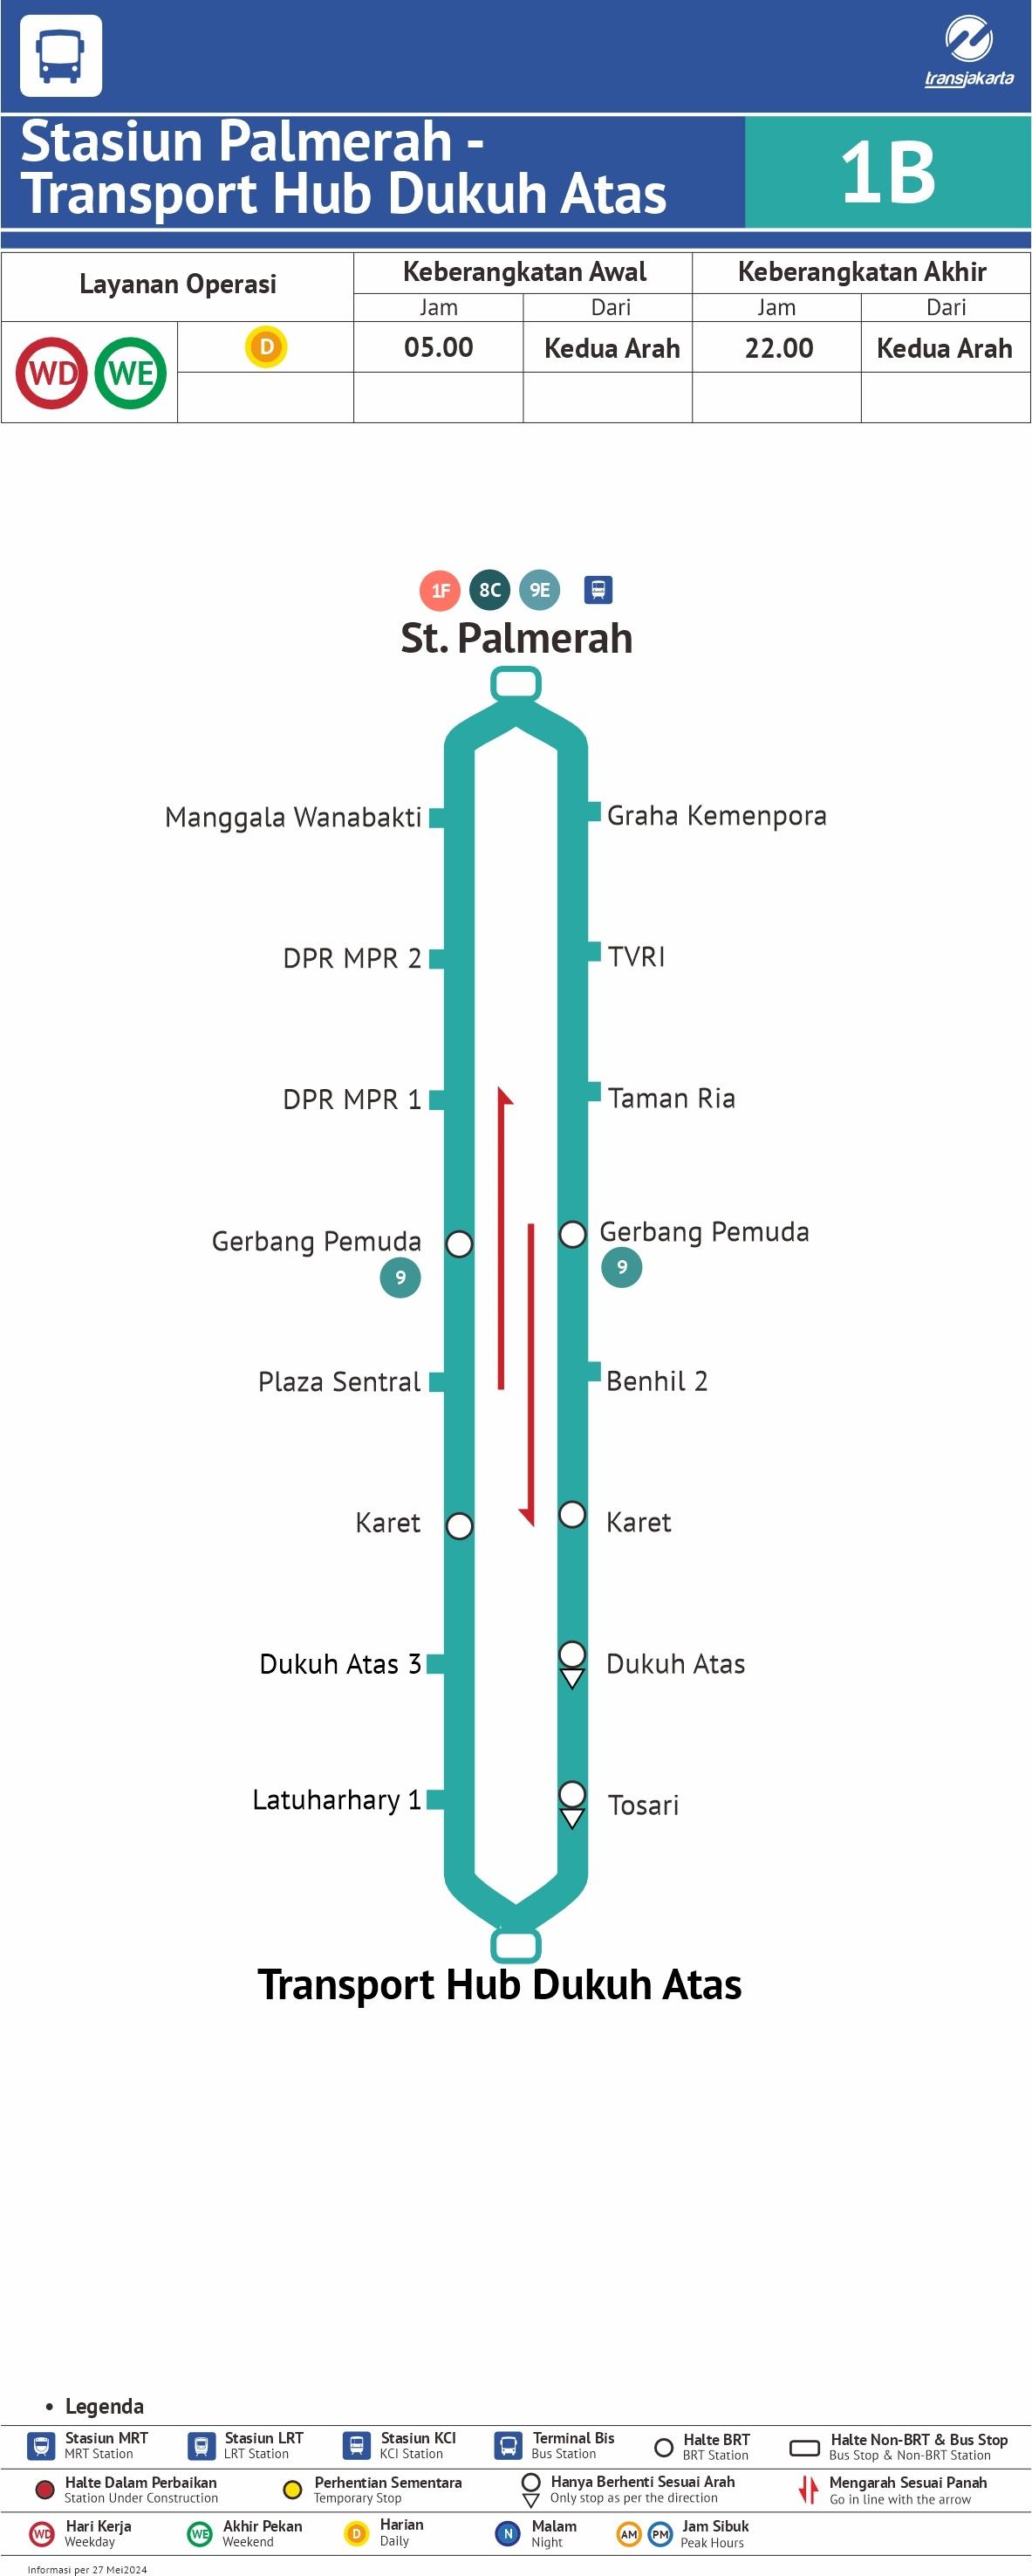 transjakarta
Stasiun Palmerah -
Transport Hub Dukuh Atas
1B
Layanan Operasi
Keberangkatan Awal
Keberangkatan Akhir
Jam
Dari
Jam
Dari
WD WE
D
05.00
Kedua Arah
22.00
Kedua Arah
1F 8C 9E
St. Palmerah
Manggala Wanabakti
Graha Kemenpora
DPR MPR 2
TVRI
DPR MPR 1
Taman Ria
Gerbang Pemuda
9
Gerbang Pemuda
9
Plaza Sentral
Benhil 2
Karet
Karet
Dukuh Atas 3
Dukuh Atas
Latuharhary 1
Tosari
Transport Hub Dukuh Atas
• Legenda
Stasiun MRT
MRT Station
Stasiun LRT
LRT Station
Stasiun KCI
KCI Station
Terminal Bis
Bus Station
Halte BRT
BRT Station
Halte Non-BRT & Bus Stop
Bus Stop & Non-BRT Station
Halte Dalam Perbaikan
Station Under Construction
Perhentian Sementara
Temporary Stop
Hanya Berhenti Sesuai Arah
Only stop as per the direction
Mengarah Sesuai Panah
Go in line with the arrow
WD
Hari Kerja
Weekday
WE
Akhir Pekan
Weekend
D
Harian
Daily
N
Malam
Night
AM PM
Jam Sibuk
Peak Hours
Informasi per 27 Mei2024